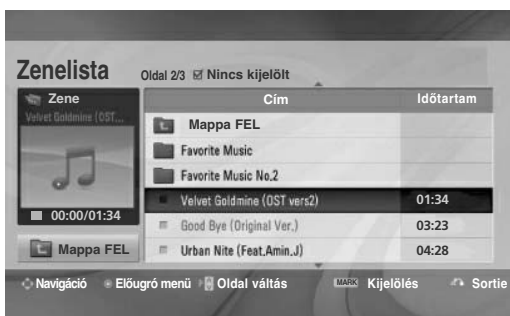 Zenelista Oldal 2/3 Nincs kijelölt
Zene
Velvet Goldmine (OST...
00:00/01:34
Mappa FEL
Cím Időtartam
Mappa FEL
Favorite Music
Favorite Music No.2
Velvet Goldmine (OST vers2) 01:34
Good Bye (Original Ver.) 03:23
Urban Nite (Feat.Amin.J) 04:28
Navigáció Előugró menü Oldal váltás MARK Kijelölés Sortie